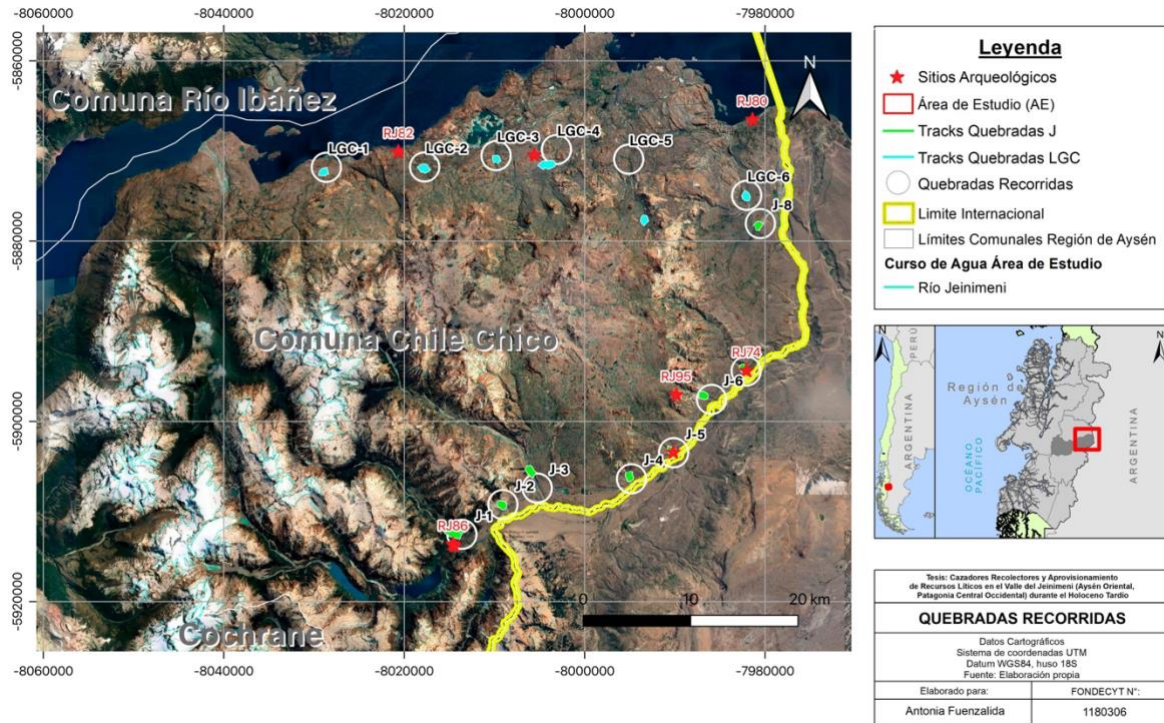 -8060000
-8040000
-8020000
-8000000
-7980000
-5860000
-5880000
-5900000
-5920000
N
Comuna Río Ibáñez
RJ80
RJ82
LGC-1
LGC-2
LGC-3
LGC-4
LGC-5
LGC-6
J-8
Comuna Chile Chico
RJ74
RJ95
J-6
J-5
J-4
J-3
J-2
J-1
RJ86
Cochrane
0 10 20 km
Leyenda
Sitios Arqueológicos
Área de Estudio (AE)
Tracks Quebradas J
Tracks Quebradas LGC
Quebradas Recorridas
Limite Internacional
Límites Comunales Región de Aysén
Curso de Agua Área de Estudio
Río Jeinimeni
N
PERÚ
ARGENTINA
N
Región de
Aysén
OCÉANO
PACÍFICO
ARGENTINA
Tesis: Cazadores Recolectores y Aprovisionamiento
de Recursos Líticos en el Valle del Jeinimeni (Aysén Oriental,
Patagonia Central Occidental) durante el Holoceno Tardío
QUEBRADAS RECORRIDAS
Datos Cartográficos
Sistema de coordenadas UTM
Datum WGS84, huso 18S
Fuente: Elaboración propia
Elaborado para:
FONDECYT N°:
Antonia Fuenzalida
1180306